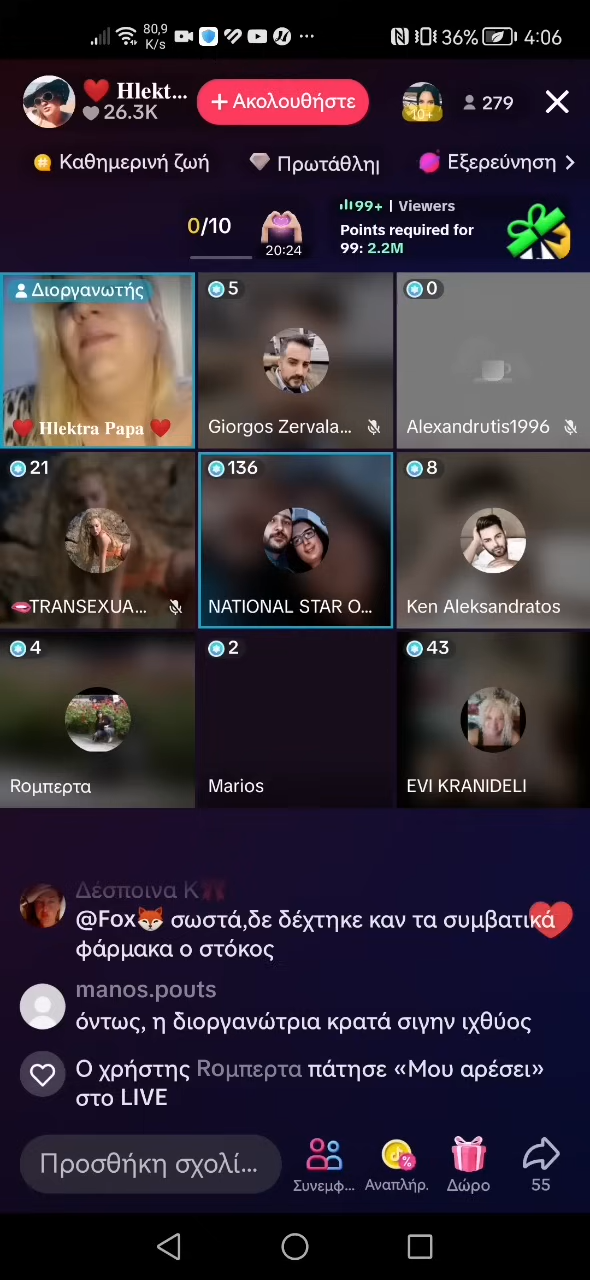 80,9
K/s
36%
4:06
❤️ Hlekt...
26.3K
+ Ακολουθήστε
10+
279
Καθημερινή ζωή
Πρωτάθλημ
Εξερεύνηση >
0/10
20:24
99+ | Viewers
Points required for
99: 2.2M
Διοργανωτής
❤️ Hlektra Papa ❤️
5
Giorgos Zervala...
0
Alexandrutis1996
21
👄TRANSEXUA...
136
NATIONAL STAR O...
8
Ken Aleksandratos
4
Ρομπερτα
2
Marios
43
EVI KRANIDELI
Δέσποινα Κ🎀
@Fox🦊 σωστά,δε δέχτηκε καν τα συμβατικά
φάρμακα ο στόκος
manos.pouts
όντως, η διοργανώτρια κρατά σιγην ιχθύος
Ο χρήστης Ρομπερτα πάτησε «Μου αρέσει»
στο LIVE
Προσθήκη σχολί...
Συνεμφ...
Αναπλήρ.
Δώρο
55